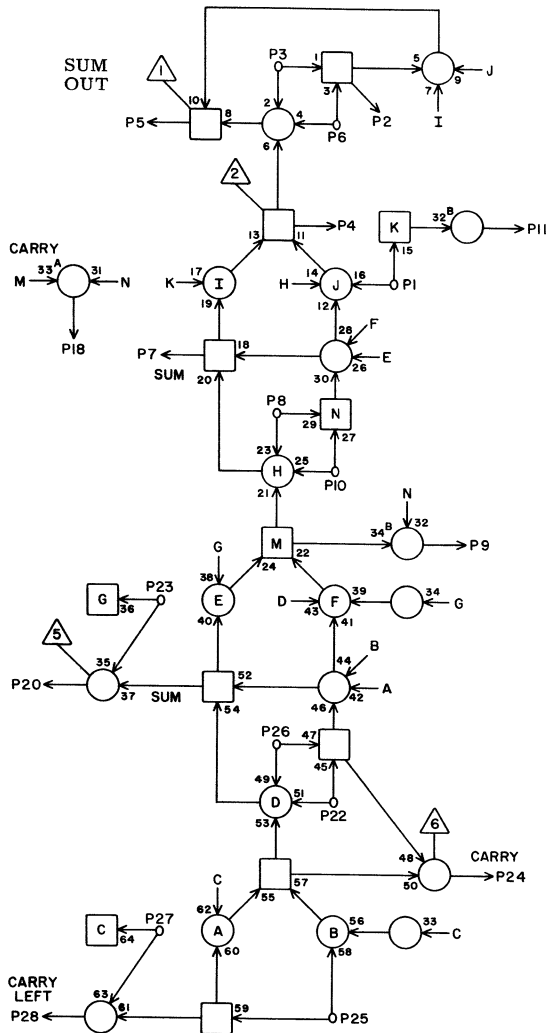 P3
1
5
J
SUM
OUT
1
10
2
4
3
9
7
P5
8
P6
P2
I
6
2
13
11
P4
K
32 B
P11
15
CARRY
33 A
31
M
N
K
17
I
H
14
J
16
P1
19
12
P18
28
F
P7
18
E
26
SUM
20
30
P8
N
29
27
23
25
H
P10
21
N
M
34 B
32
G
24
22
P9
38
P23
E
D
39
34
G
G
36
40
43
F
41
5
35
44
B
52
A
P20
37
SUM
54
46
42
P26
47
49
51
45
D
P22
6
53
48
CARRY
50
P24
C
55
57
62
P27
56
33
C
64
A
B
C
60
58
CARRY
LEFT
63
59
P28
61
P25